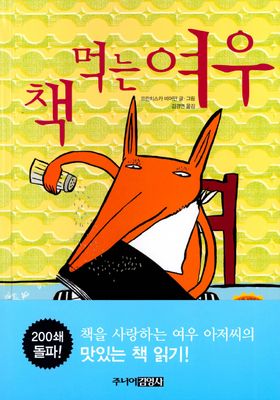 책 먹는 여우
프란치스카 비어만 글·그림
김경연 옮김
200쇄
돌파!
책을 사랑하는 여우 아저씨의
맛있는 책 읽기!
주니어김영사